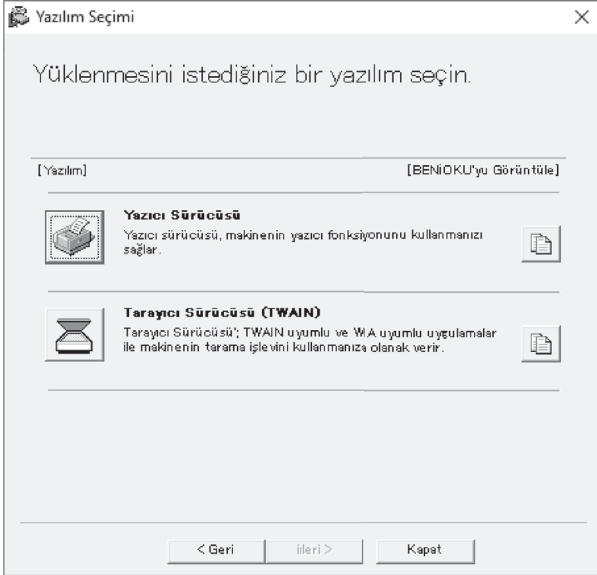 Yazılım Seçimi
Yüklenmesini istediğiniz bir yazılım seçin.
[Yazılım] [BENİOKU'yu Görüntüle]
Yazıcı Sürücüsü
Yazıcı sürücüsü, makinenin yazıcı fonksiyonunu kullanmanızı
sağlar.
Tarayıcı Sürücüsü (TWAIN)
Tarayıcı Sürücüsü'; TWAIN uyumlu ve WIA uyumlu uygulamalar
ile makinenin tarama işlevini kullanmanıza olanak verir.
< Geri İileri > Kapat